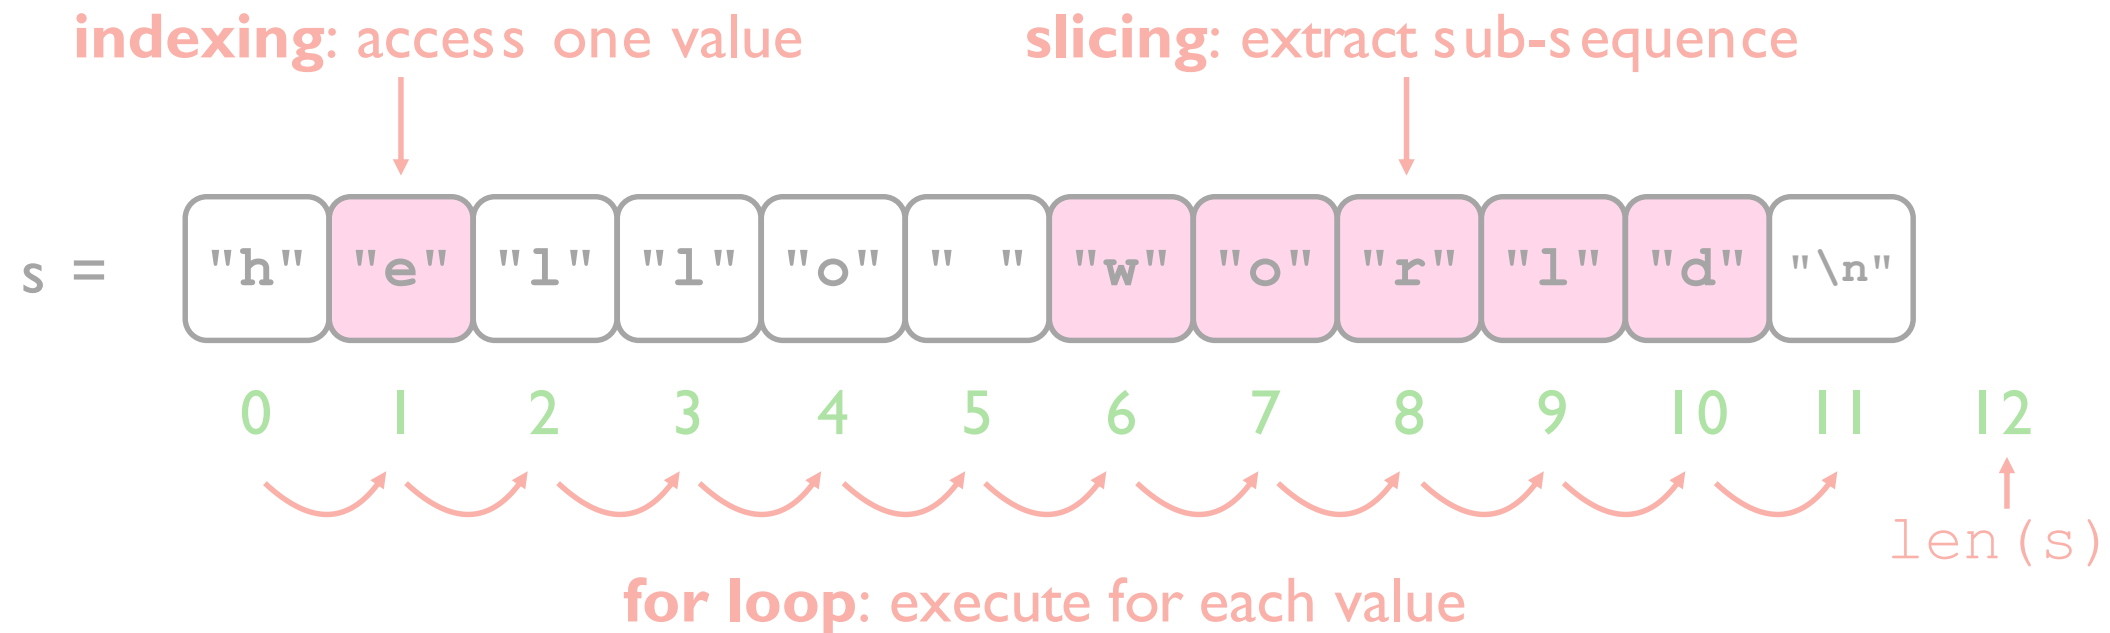 indexing: access one value
slicing: extract sub-sequence
s = "h" "e" "l" "l" "o" " " "w" "o" "r" "l" "d" "\n"
0 1 2 3 4 5 6 7 8 9 10 11 12
len(s)
for loop: execute for each value